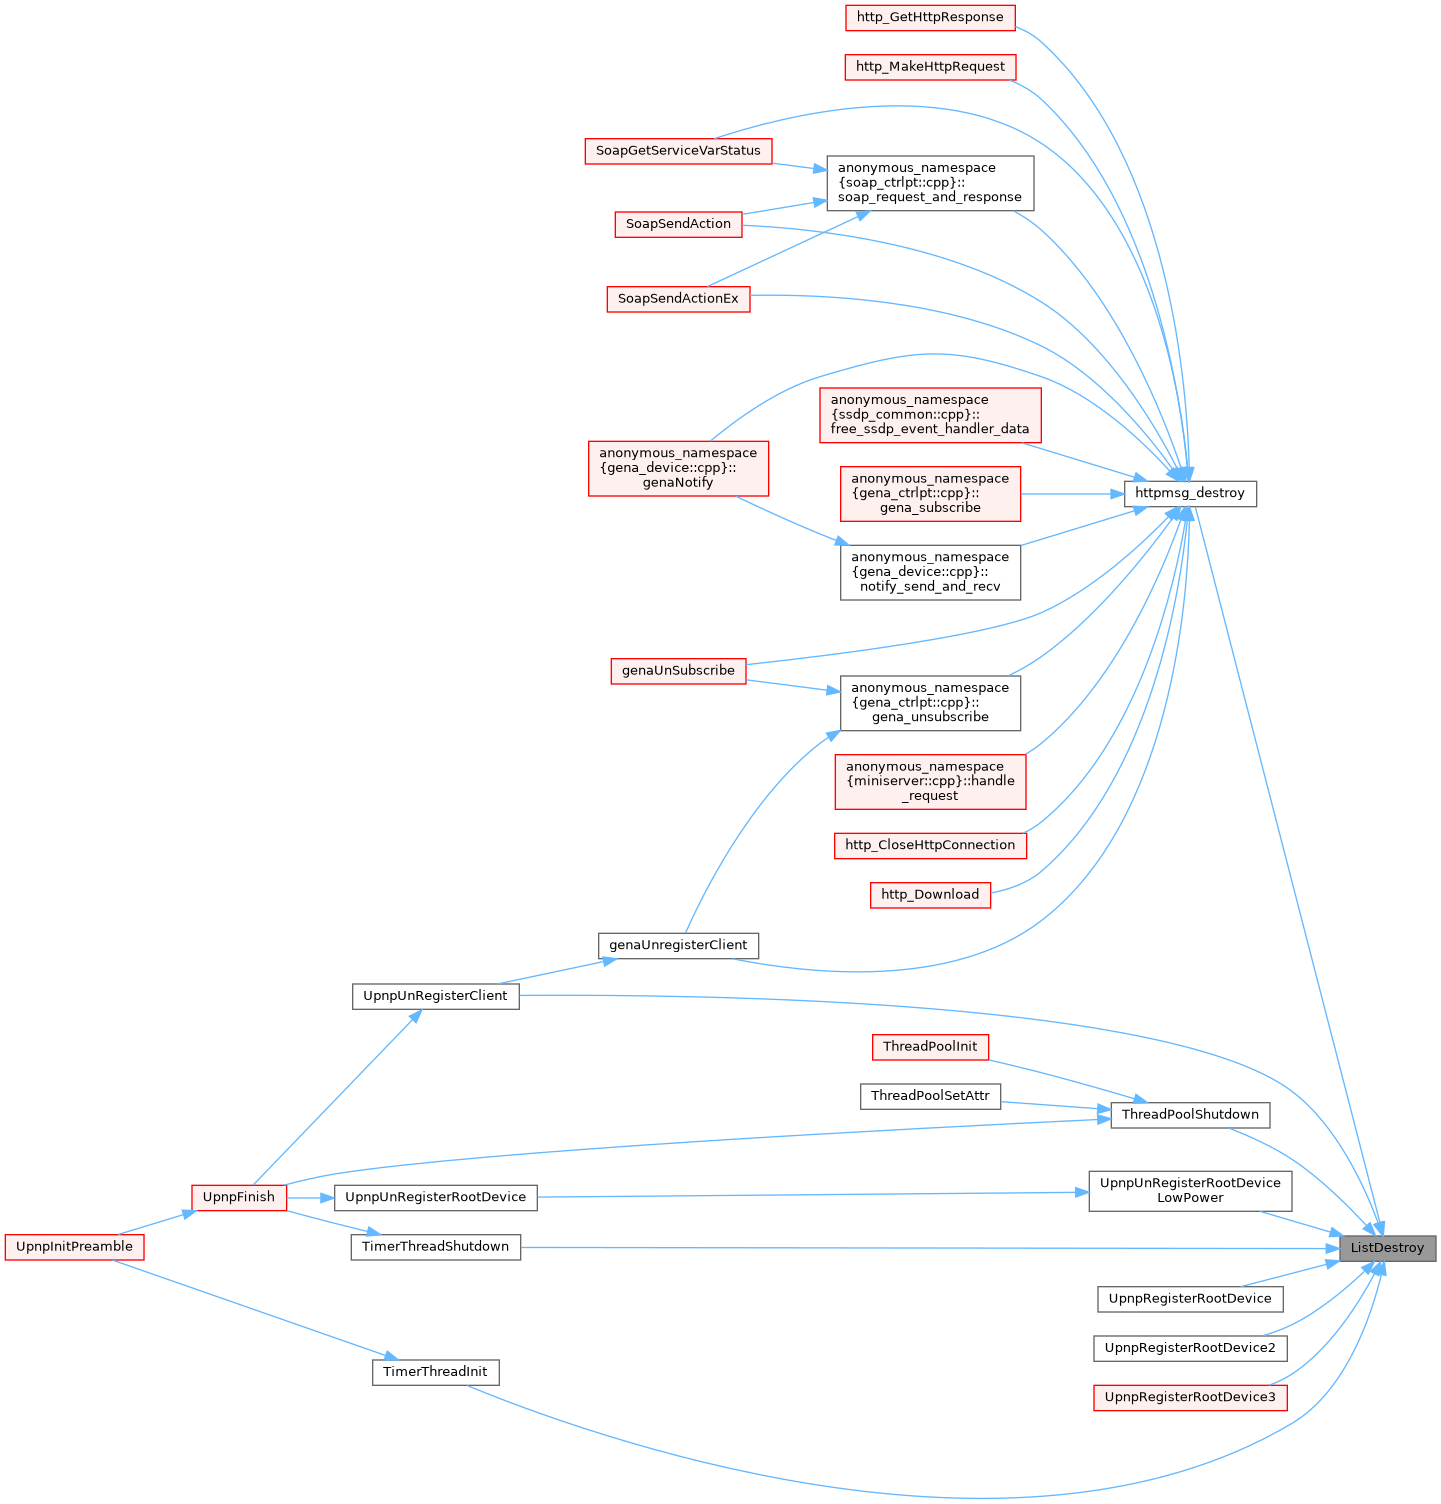 http_GetHttpResponse
http_MakeHttpRequest
SoapGetServiceVarStatus
anonymous_namespace
{soap_ctrlpt::cpp}::
soap_request_and_response
SoapSendAction
SoapSendActionEx
anonymous_namespace
{ssdp_common::cpp}::
free_ssdp_event_handler_data
anonymous_namespace
{gena_device::cpp}::
genaNotify
anonymous_namespace
{gena_ctrlpt::cpp}::
gena_subscribe
httpmsg_destroy
anonymous_namespace
{gena_device::cpp}::
notify_send_and_recv
genaUnSubscribe
anonymous_namespace
{gena_ctrlpt::cpp}::
gena_unsubscribe
anonymous_namespace
{miniserver::cpp}::handle
_request
http_CloseHttpConnection
http_Download
genaUnregisterClient
UpnpUnRegisterClient
ThreadPoolInit
ThreadPoolSetAttr
ThreadPoolShutdown
UpnpFinish
UpnpUnRegisterRootDevice
UpnpUnRegisterRootDevice
LowPower
UpnpInitPreamble
TimerThreadShutdown
ListDestroy
UpnpRegisterRootDevice
UpnpRegisterRootDevice2
TimerThreadInit
UpnpRegisterRootDevice3